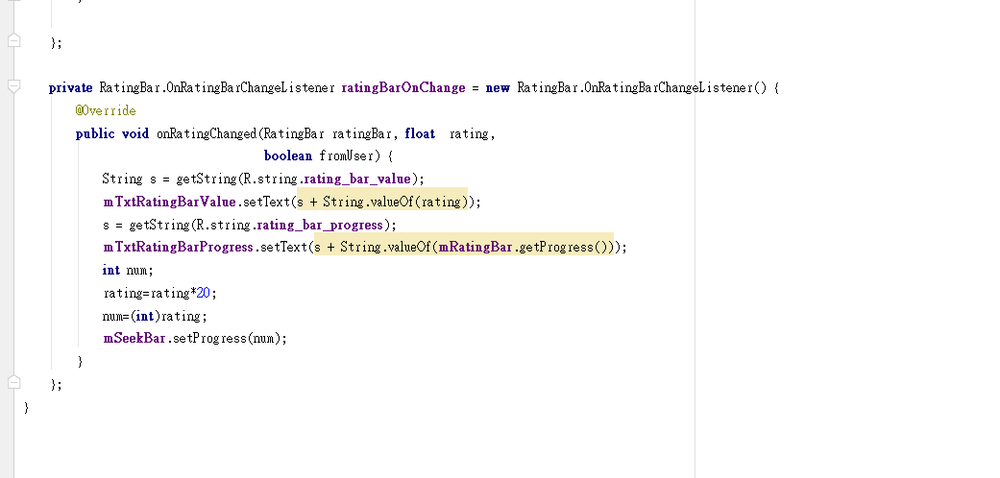 };
private RatingBar.OnRatingBarChangeListener ratingBarOnChange = new RatingBar.OnRatingBarChangeListener() {
@Override
public void onRatingChanged(RatingBar ratingBar, float  rating,
boolean fromUser) {
String s = getString(R.string.rating_bar_value);
mTxtRatingBarValue.setText(s + String.valueOf(rating));
s = getString(R.string.rating_bar_progress);
mTxtRatingBarProgress.setText(s + String.valueOf(mRatingBar.getProgress()));
int num;
rating=rating*20;
num=(int)rating;
mSeekBar.setProgress(num);
}
};
}